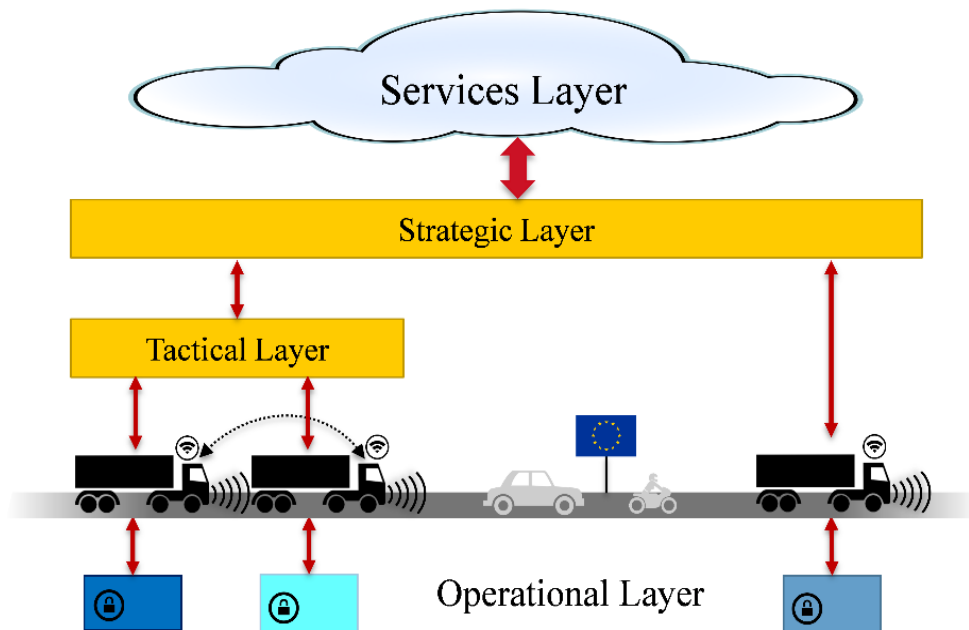 Services Layer
Strategic Layer
Tactical Layer
Operational Layer